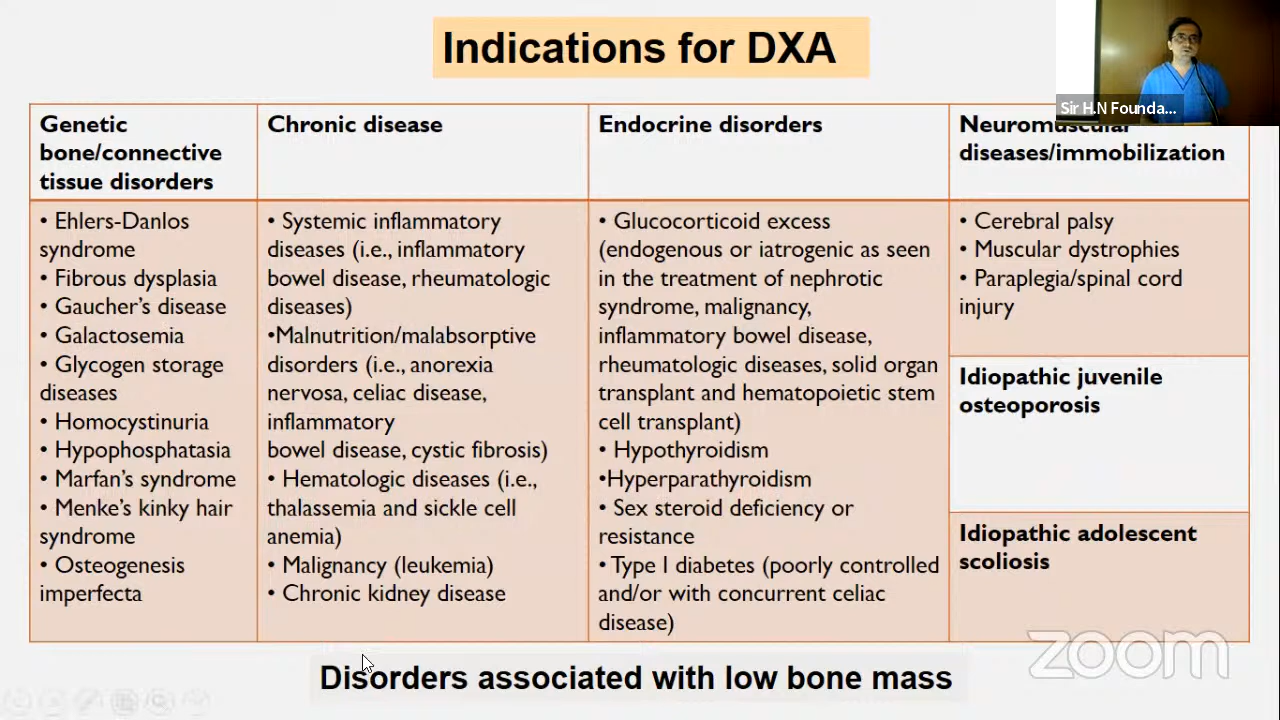 Indications for DXA
Sir H.N Founda...
Genetic
bone/connective
tissue disorders
• Ehlers-Danlos
syndrome
• Fibrous dysplasia
• Gaucher's disease
• Galactosemia
• Glycogen storage
diseases
• Homocystinuria
• Hypophosphatasia
• Marfan's syndrome
• Menke's kinky hair
syndrome
• Osteogenesis
imperfecta
Chronic disease
• Systemic inflammatory
diseases (i.e., inflammatory
bowel disease, rheumatologic
diseases)
•Malnutrition/malabsorptive
disorders (i.e., anorexia
nervosa, celiac disease,
inflammatory
bowel disease, cystic fibrosis)
• Hematologic diseases (i.e.,
thalassemia and sickle cell
anemia)
• Malignancy (leukemia)
• Chronic kidney disease
Endocrine disorders
• Glucocorticoid excess
(endogenous or iatrogenic as seen
in the treatment of nephrotic
syndrome, malignancy,
inflammatory bowel disease,
rheumatologic diseases, solid organ
transplant and hematopoietic stem
cell transplant)
• Hypothyroidism
•Hyperparathyroidism
• Sex steroid deficiency or
resistance
• Type I diabetes (poorly controlled
and/or with concurrent celiac
disease)
Neuromuscular
diseases/immobilization
• Cerebral palsy
• Muscular dystrophies
• Paraplegia/spinal cord
injury
Idiopathic juvenile
osteoporosis
Idiopathic adolescent
scoliosis
zoom
Disorders associated with low bone mass